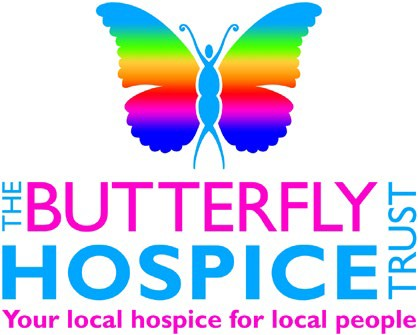 THE BUTTERFLY
HOSPICE TRUST
Your local hospice for local people